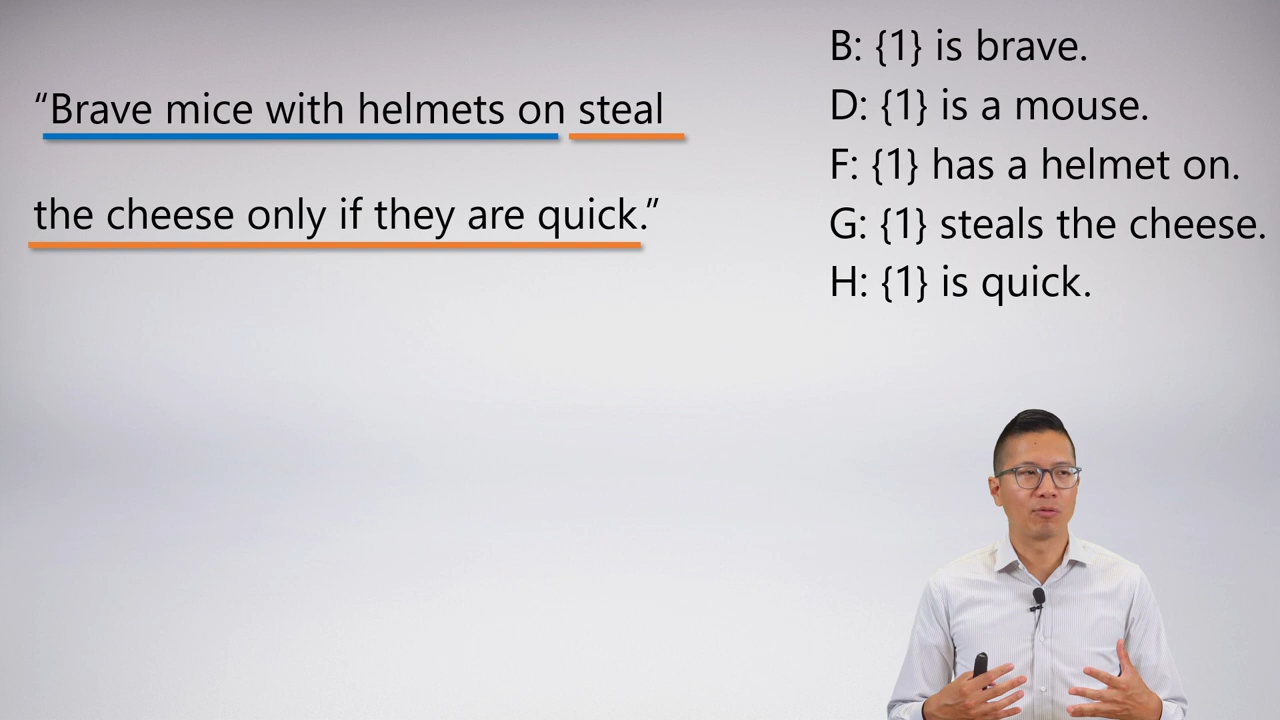 “Brave mice with helmets on steal
the cheese only if they are quick.”
B: {1} is brave.
D: {1} is a mouse.
F: {1} has a helmet on.
G: {1} steals the cheese.
H: {1} is quick.